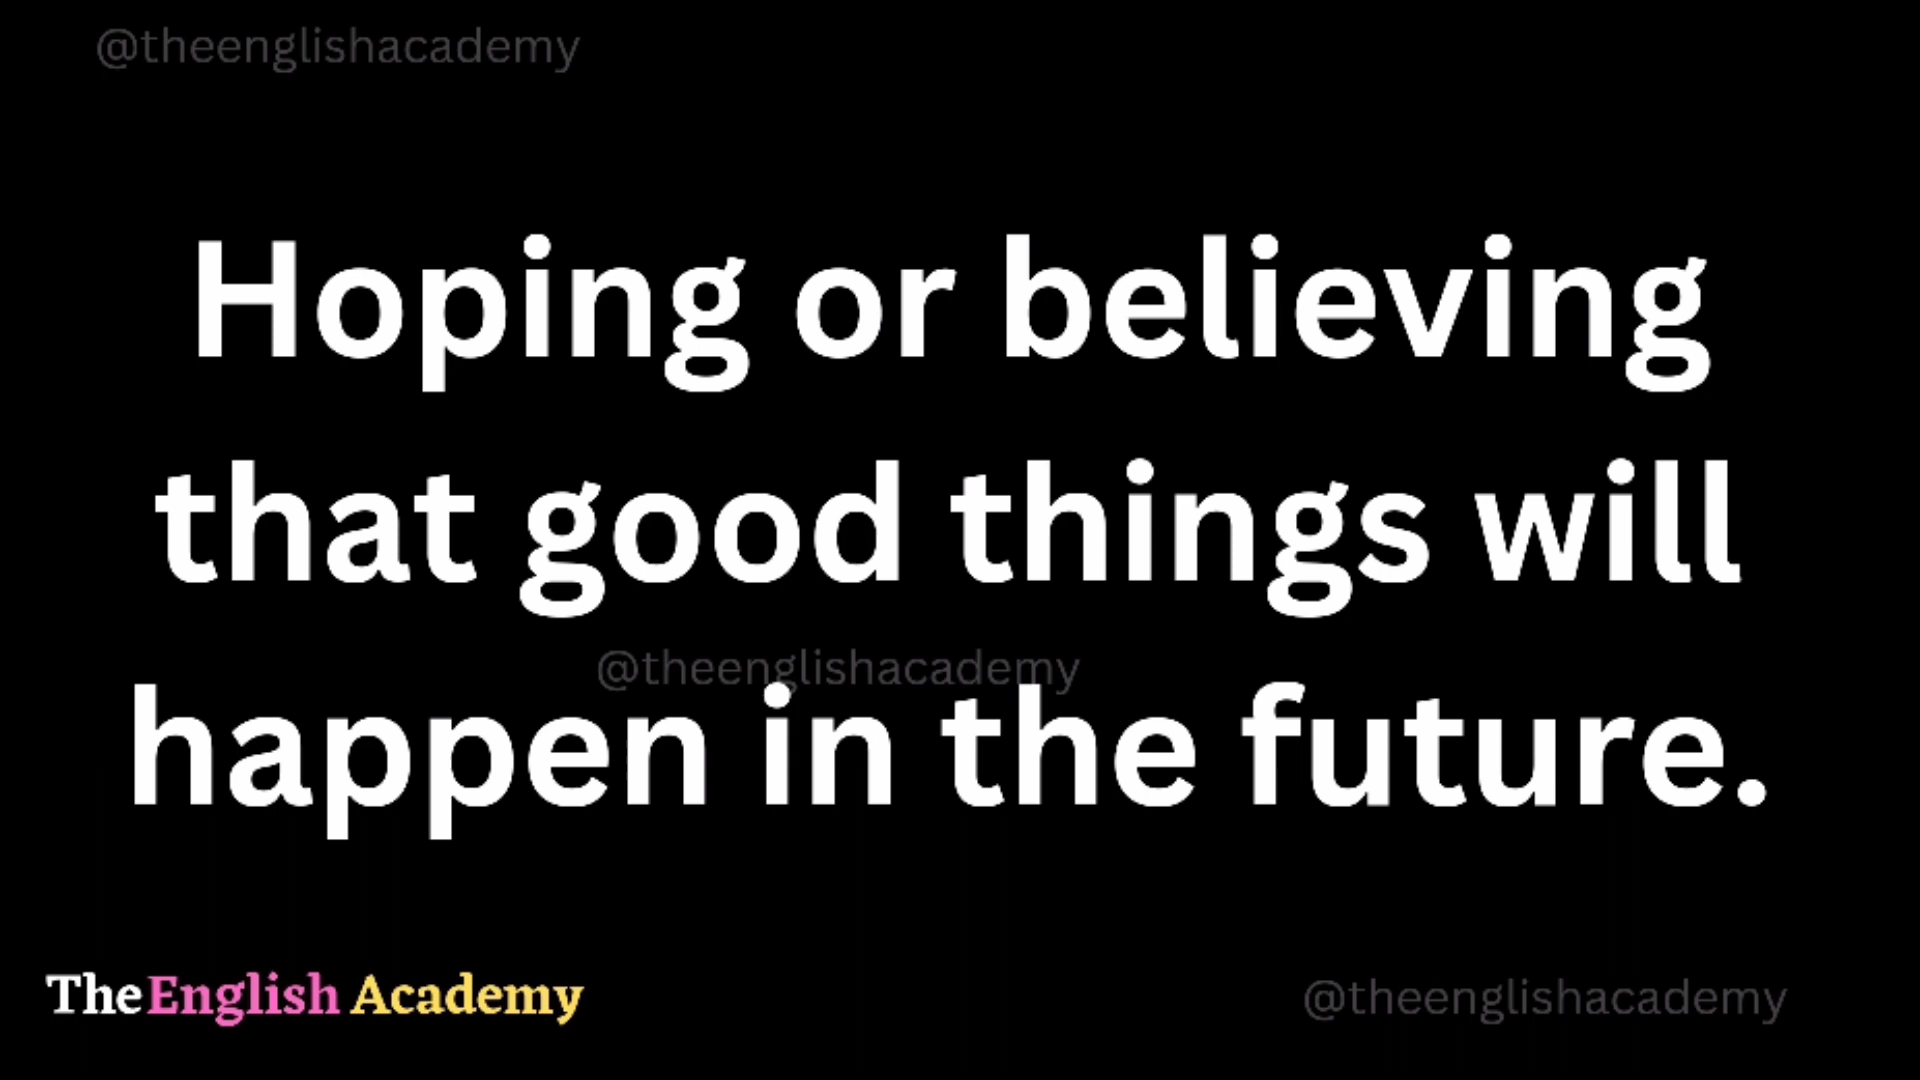 @theenglishacademy
Hoping or believing
that good things will
@theenglishacademy
happen in the future.
The English Academy
@theenglishacademy